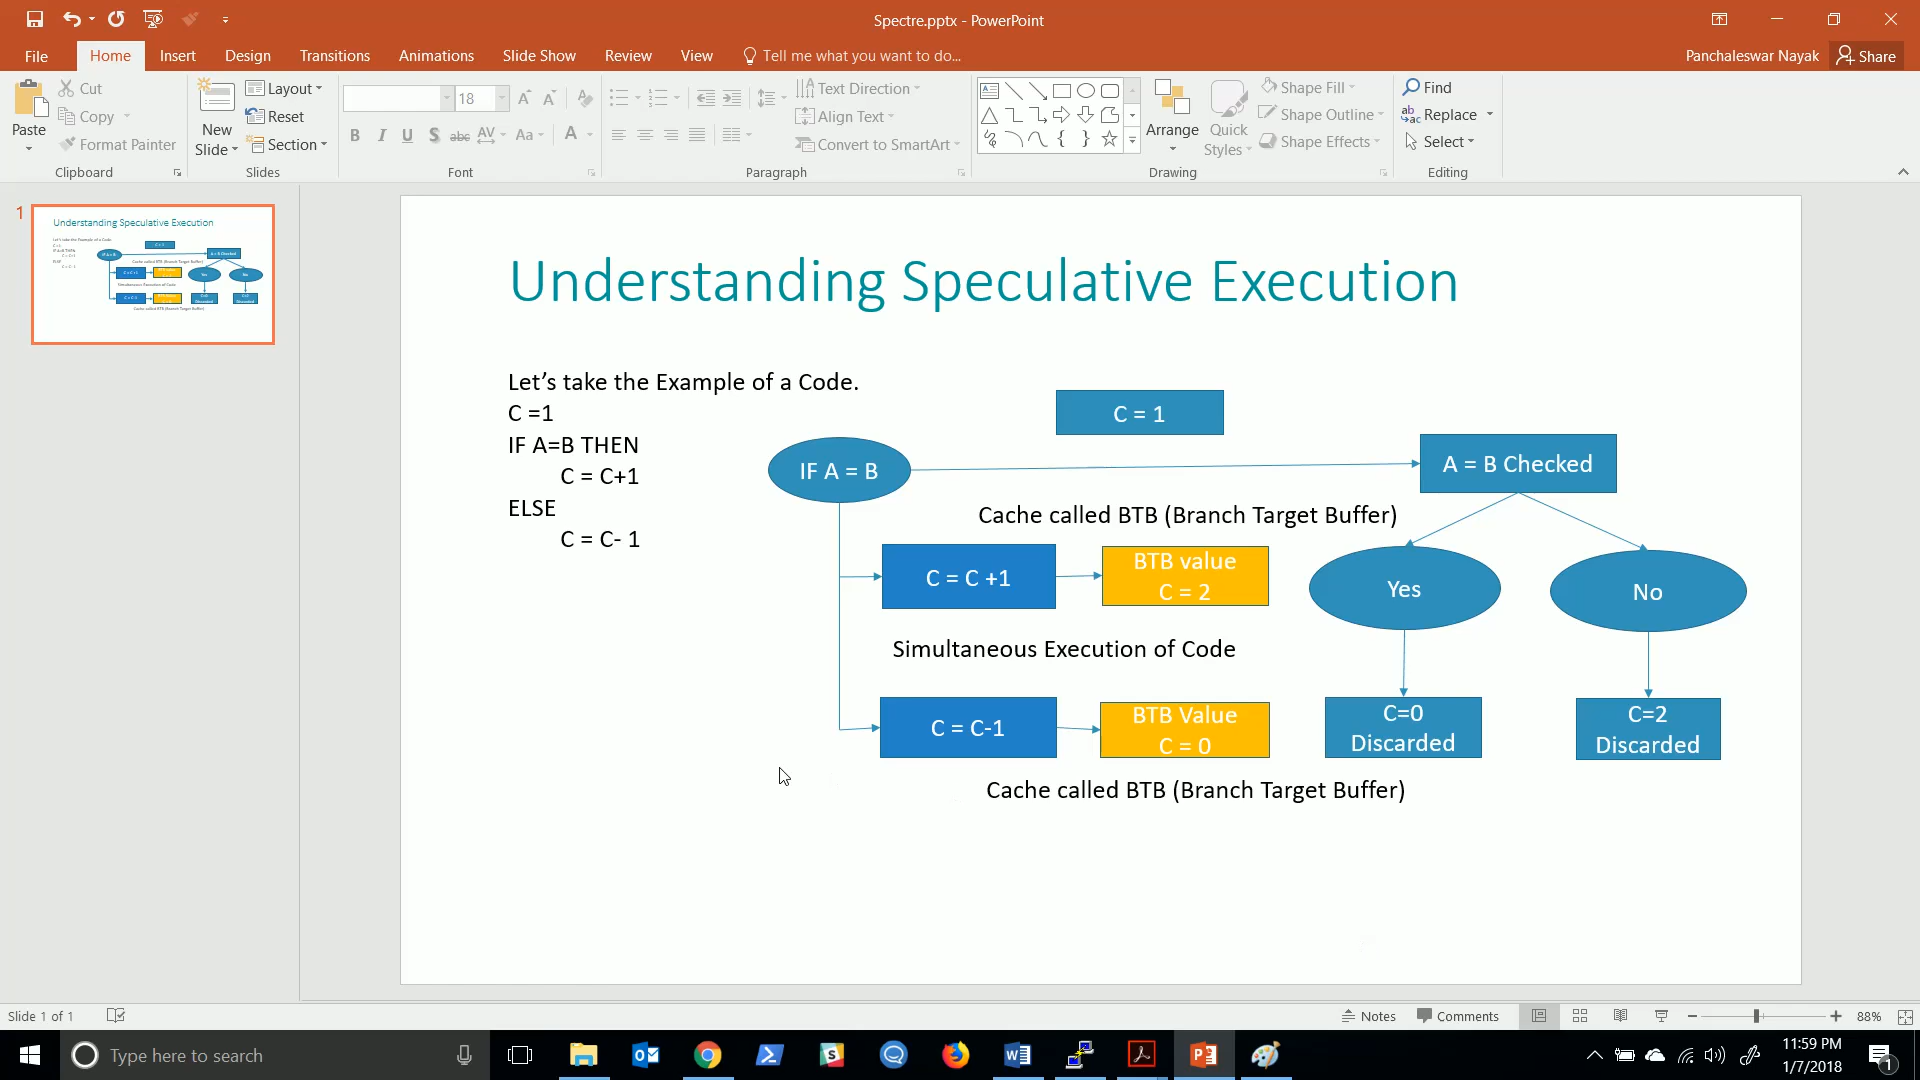 Spectre.pptx - PowerPoint
File Home Insert Design Transitions Animations Slide Show Review View Tell me what you want to do...
Panchaleswar Nayak Share
Paste
Cut
Copy
Format Painter
Clipboard
New
Slide
Layout
Reset
Section
Slides
18
Font
Text Direction
Align Text
Convert to SmartArt
Paragraph
Arrange
Quick
Styles
Shape Fill
Shape Outline
Shape Effects
Drawing
Find
Replace
Select
Editing
1
Understanding Speculative Execution
Let's take the Example of a Code.
C =1
IF A=B THEN
C = C+1
ELSE
C = C- 1
C = 1
IF A = B
A = B Checked
Cache called BTB (Branch Target Buffer)
C = C +1
BTB value
C = 2
Yes
No
Simultaneous Execution of Code
C = C-1
BTB Value
C = 0
C=0
Discarded
C=2
Discarded
Cache called BTB (Branch Target Buffer)
Slide 1 of 1
Notes Comments
88%
Type here to search
11:59 PM
1/7/2018
1